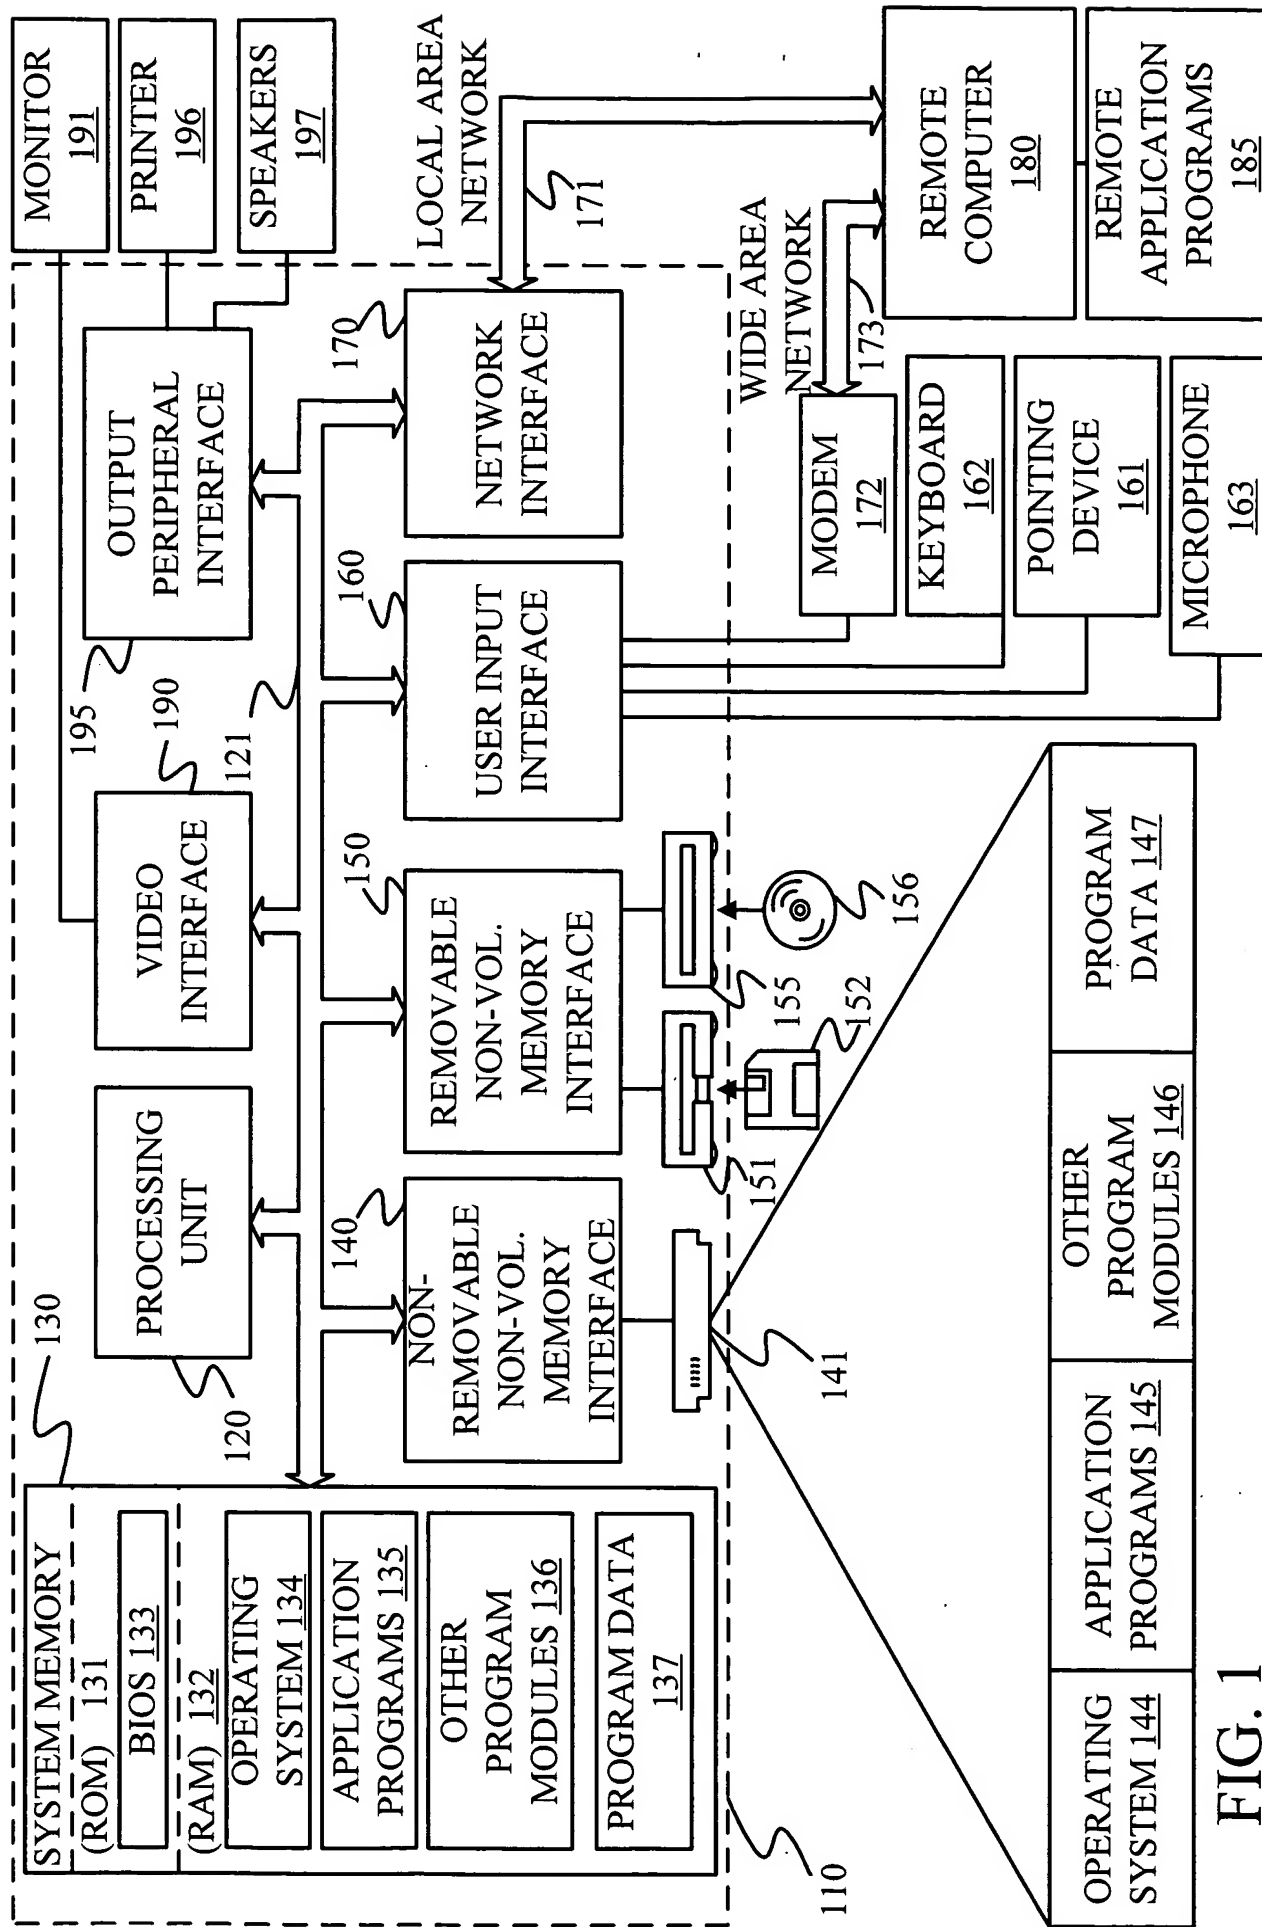 SYSTEM MEMORY
(ROM) 131
BIOS 133
(RAM) 132
OPERATING
SYSTEM 134
APPLICATION
PROGRAMS 135
OTHER
PROGRAM
MODULES 136
PROGRAM DATA
137
130
PROCESSING
UNIT
120
VIDEO
INTERFACE
190
121
OUTPUT
PERIPHERAL
INTERFACE
195
MONITOR
191
PRINTER
196
SPEAKERS
197
NON-
REMOVABLE
NON-VOL.
MEMORY
INTERFACE
140
REMOVABLE
NON-VOL.
MEMORY
INTERFACE
150
USER INPUT
INTERFACE
160
NETWORK
INTERFACE
170
LOCAL AREA
NETWORK
171
110
141
151
152
155
156
WIDE AREA
NETWORK
173
MODEM
172
KEYBOARD
162
POINTING
DEVICE
161
MICROPHONE
163
REMOTE
COMPUTER
180
REMOTE
APPLICATION
PROGRAMS
185
OPERATING
SYSTEM 144
APPLICATION
PROGRAMS 145
OTHER
PROGRAM
MODULES 146
PROGRAM
DATA 147
FIG. 1